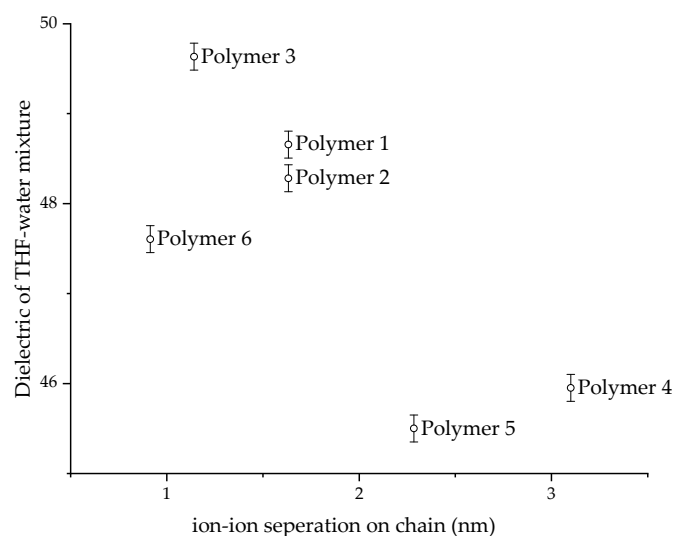 50
Polymer 3
Polymer 1
Polymer 2
48
Polymer 6
46
Polymer 4
Polymer 5
Dielectric of THF-water mixture
1
2
3
ion-ion seperation on chain (nm)